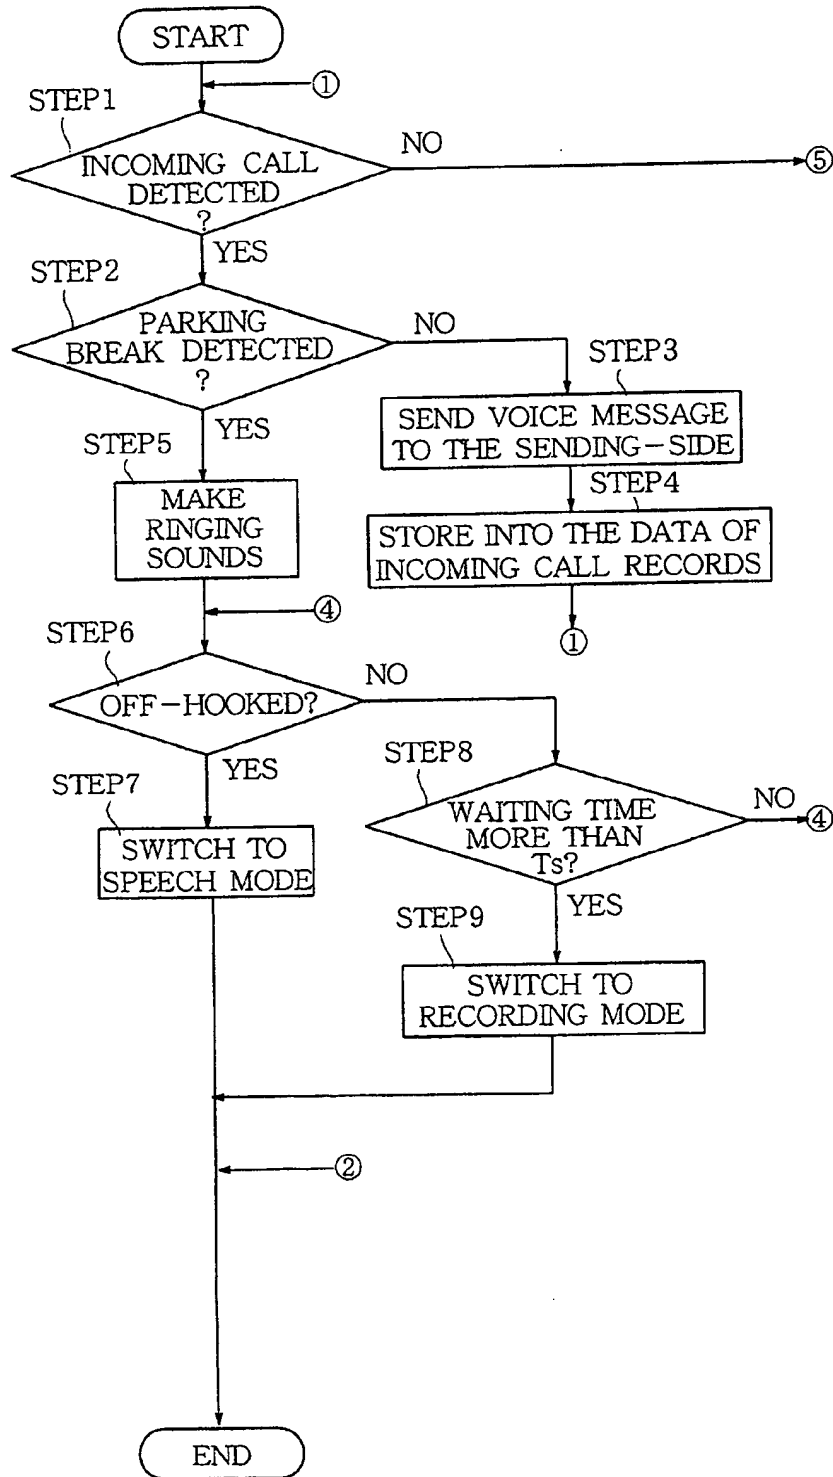 START
①
STEP1
INCOMING CALL
DETECTED
?
NO
⑤
YES
STEP2
PARKING
BREAK DETECTED
?
NO
STEP3
SEND VOICE MESSAGE
TO THE SENDING-SIDE
YES
STEP5
MAKE
RINGING
SOUNDS
STEP4
STORE INTO THE DATA OF
INCOMING CALL RECORDS
④
①
STEP6
OFF-HOOKED?
NO
YES
STEP7
SWITCH TO
SPEECH MODE
STEP8
WAITING TIME
MORE THAN
Ts?
NO
④
YES
STEP9
SWITCH TO
RECORDING MODE
②
END